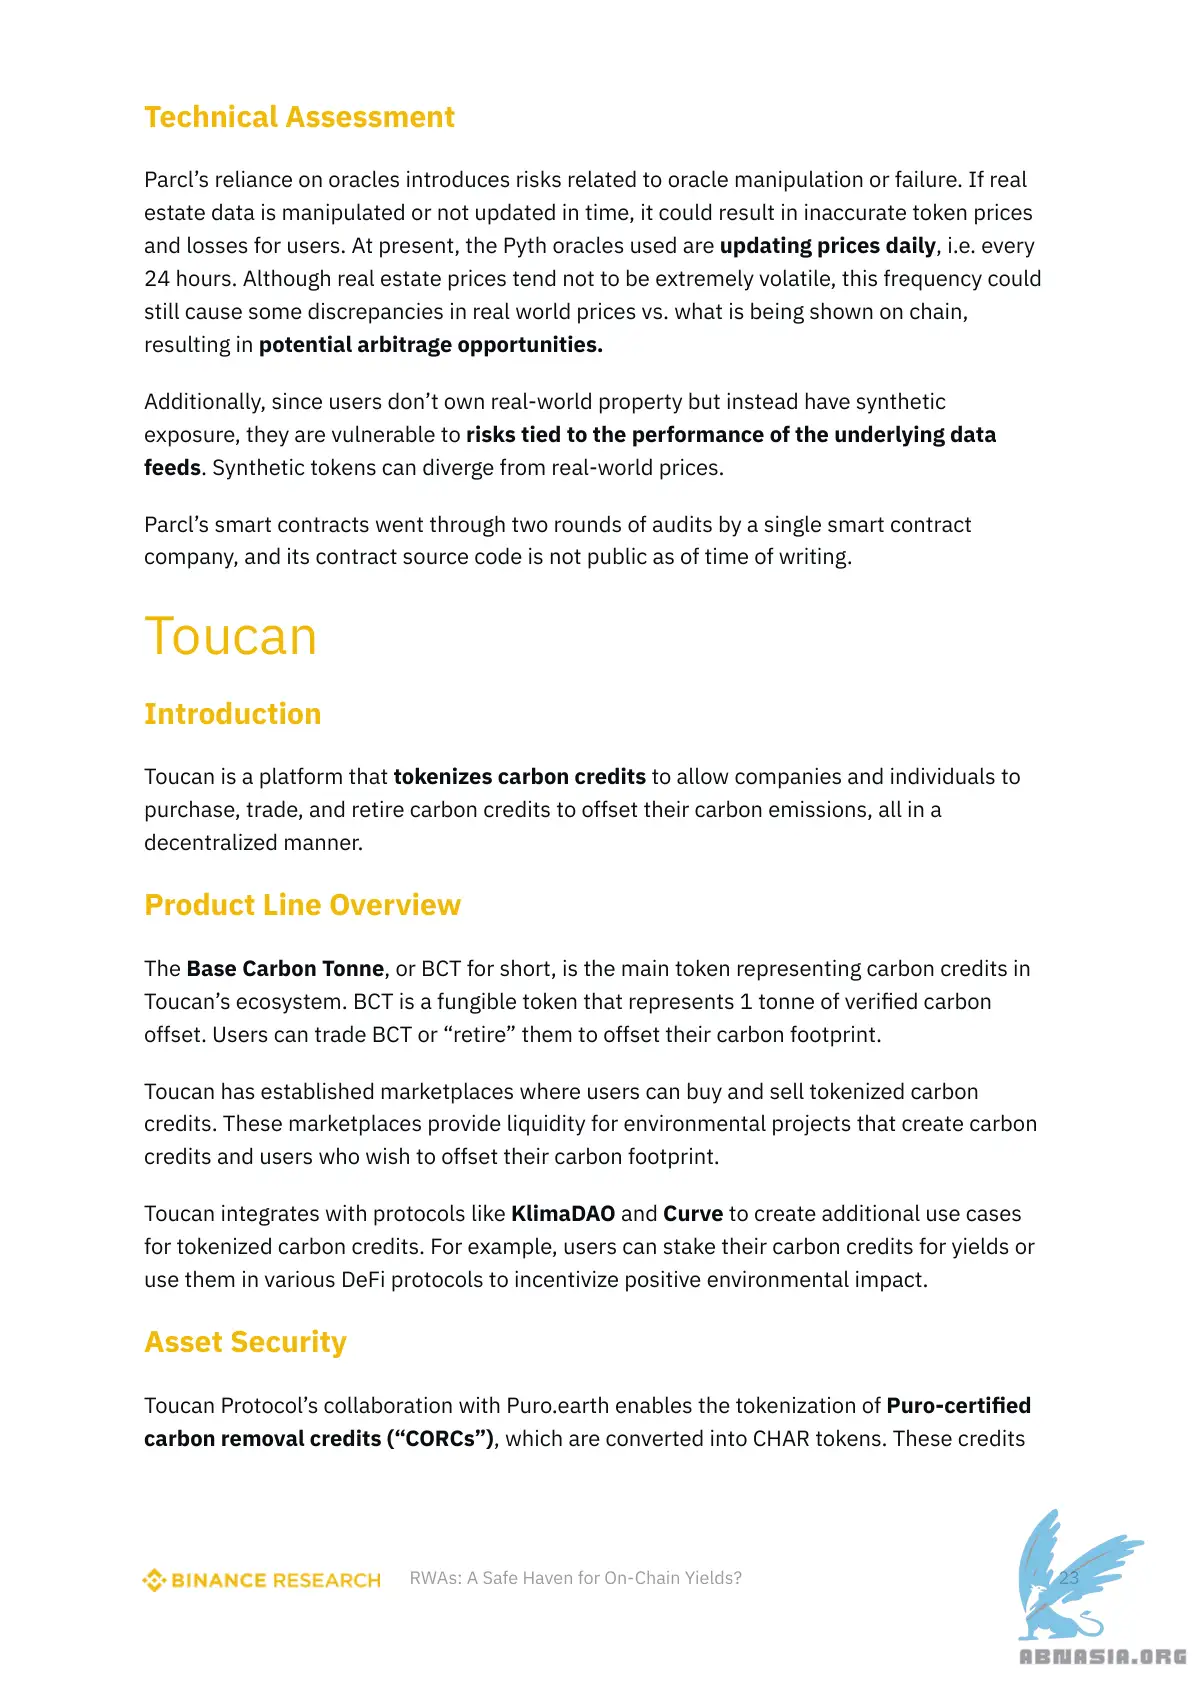 Technical Assessment
Parcl’s reliance on oracles introduces risks related to oracle manipulation or failure. If real
estate data is manipulated or not updated in time, it could result in inaccurate token prices
and losses for users. At present, the Pyth oracles used are updating prices daily, i.e. every
24 hours. Although real estate prices tend not to be extremely volatile, this frequency could
still cause some discrepancies in real world prices vs. what is being shown on chain,
resulting in potential arbitrage opportunities.
Additionally, since users don’t own real-world property but instead have synthetic
exposure, they are vulnerable to risks tied to the performance of the underlying data
feeds. Synthetic tokens can diverge from real-world prices.
Parcl’s smart contracts went through two rounds of audits by a single smart contract
company, and its contract source code is not public as of time of writing.
Toucan
Introduction
Toucan is a platform that tokenizes carbon credits to allow companies and individuals to
purchase, trade, and retire carbon credits to offset their carbon emissions, all in a
decentralized manner.
Product Line Overview
The Base Carbon Tonne, or BCT for short, is the main token representing carbon credits in
Toucan’s ecosystem. BCT is a fungible token that represents 1 tonne of verified carbon
offset. Users can trade BCT or “retire” them to offset their carbon footprint.
Toucan has established marketplaces where users can buy and sell tokenized carbon
credits. These marketplaces provide liquidity for environmental projects that create carbon
credits and users who wish to offset their carbon footprint.
Toucan integrates with protocols like KlimaDAO and Curve to create additional use cases
for tokenized carbon credits. For example, users can stake their carbon credits for yields or
use them in various DeFi protocols to incentivize positive environmental impact.
Asset Security
Toucan Protocol’s collaboration with Puro.earth enables the tokenization of Puro-certified
carbon removal credits (“CORCs”), which are converted into CHAR tokens. These credits
BINANCE RESEARCH RWAs: A Safe Haven for On-Chain Yields? 23
ABNASIA.ORG